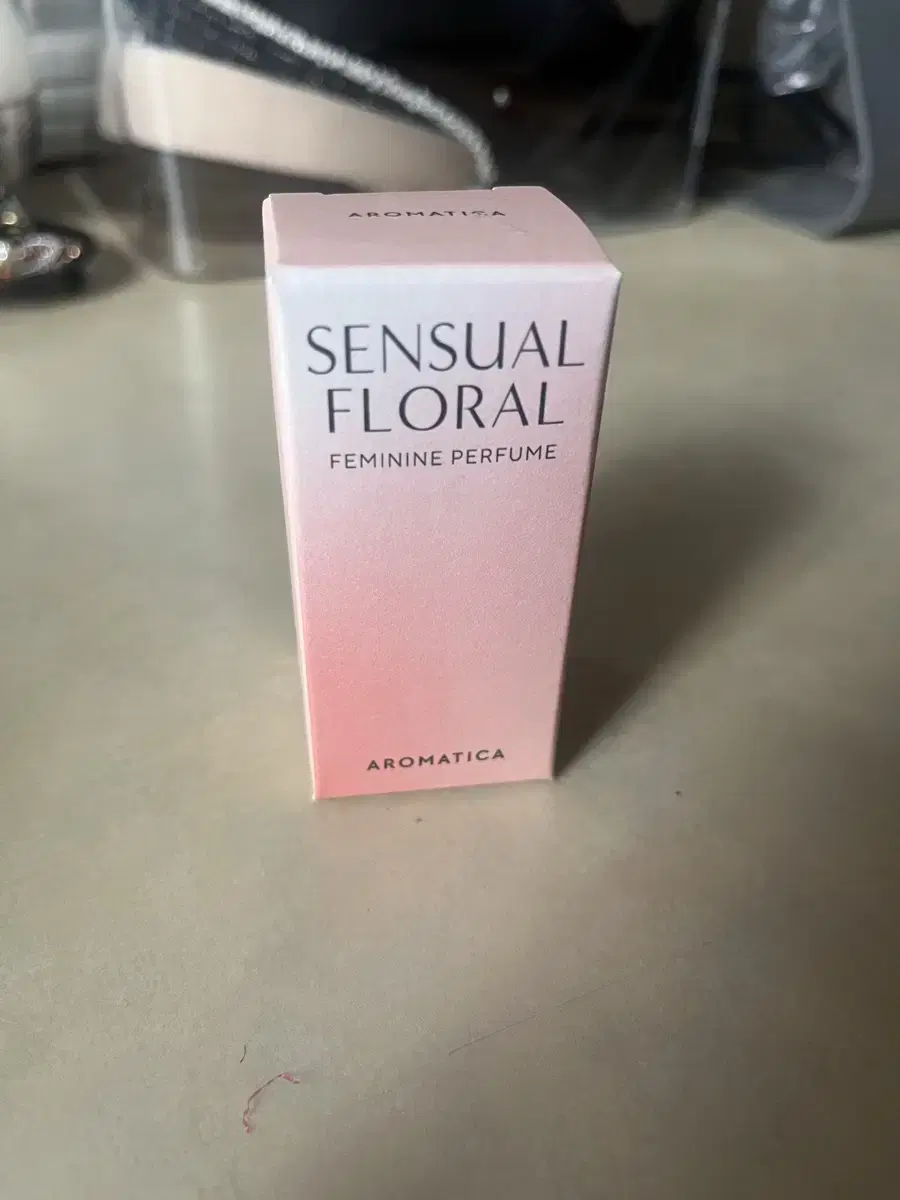 AROMATICA
SENSUAL
FLORAL
FEMININE PERFUME
AROMATICA